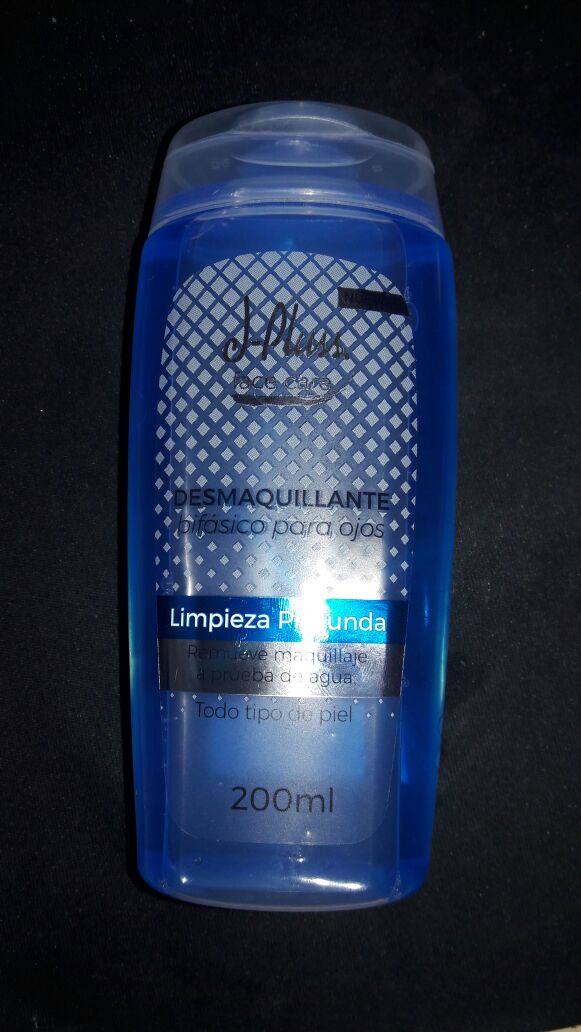 J-Pluss
face care
DESMAQUILLANTE
bifásico para ojos
Limpieza Profunda
Remueve maquillaje
a prueba de agua
Todo tipo de piel
200ml